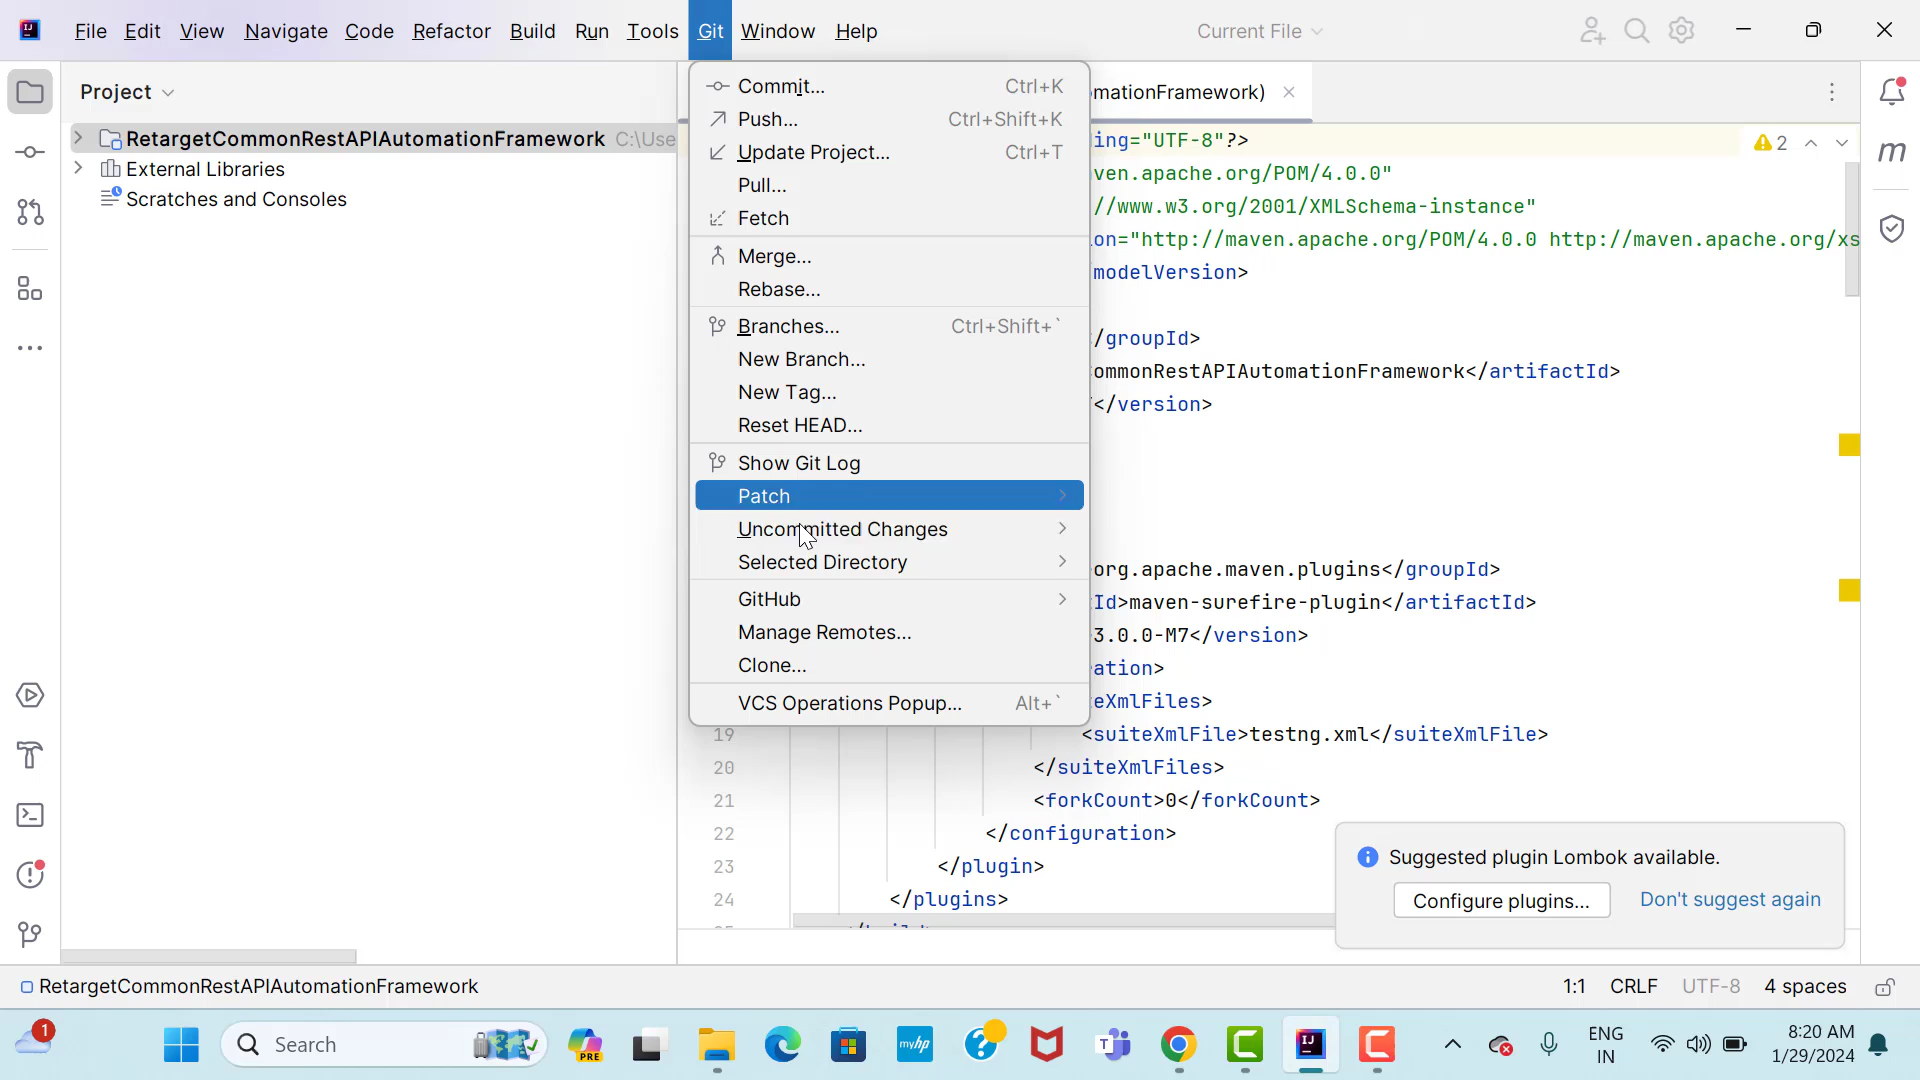 File Edit View Navigate Code Refactor Build Run Tools Git Window Help
Current File
Project
RetargetCommonRestAPIAutomationFramework C:\Use
External Libraries
Scratches and Consoles
Commit... Ctrl+K
Push... Ctrl+Shift+K
Update Project... Ctrl+T
Pull...
Fetch
Merge...
Rebase...
Branches... Ctrl+Shift+`
New Branch...
New Tag...
Reset HEAD...
Show Git Log
Patch
Uncommitted Changes
Selected Directory
GitHub
Manage Remotes...
Clone...
VCS Operations Popup... Alt+`
mationFramework)
ing="UTF-8"?>
2
ven.apache.org/POM/4.0.0"
//www.w3.org/2001/XMLSchema-instance"
on="http://maven.apache.org/POM/4.0.0 http://maven.apache.org/xs
modelVersion>
/groupId>
ommonRestAPIAutomationFramework</artifactId>
</version>
org.apache.maven.plugins</groupId>
Id>maven-surefire-plugin</artifactId>
3.0.0-M7</version>
ation>
eXmlFiles>
19 <suiteXmlFile>testng.xml</suiteXmlFile>
20 </suiteXmlFiles>
21 <forkCount>0</forkCount>
22 </configuration>
23 </plugin>
24 </plugins>
Suggested plugin Lombok available.
Configure plugins... Don't suggest again
m
RetargetCommonRestAPIAutomationFramework
1:1 CRLF UTF-8 4 spaces
1
Search
PRE
myhp
T
IJ
ENG
IN
8:20 AM
1/29/2024